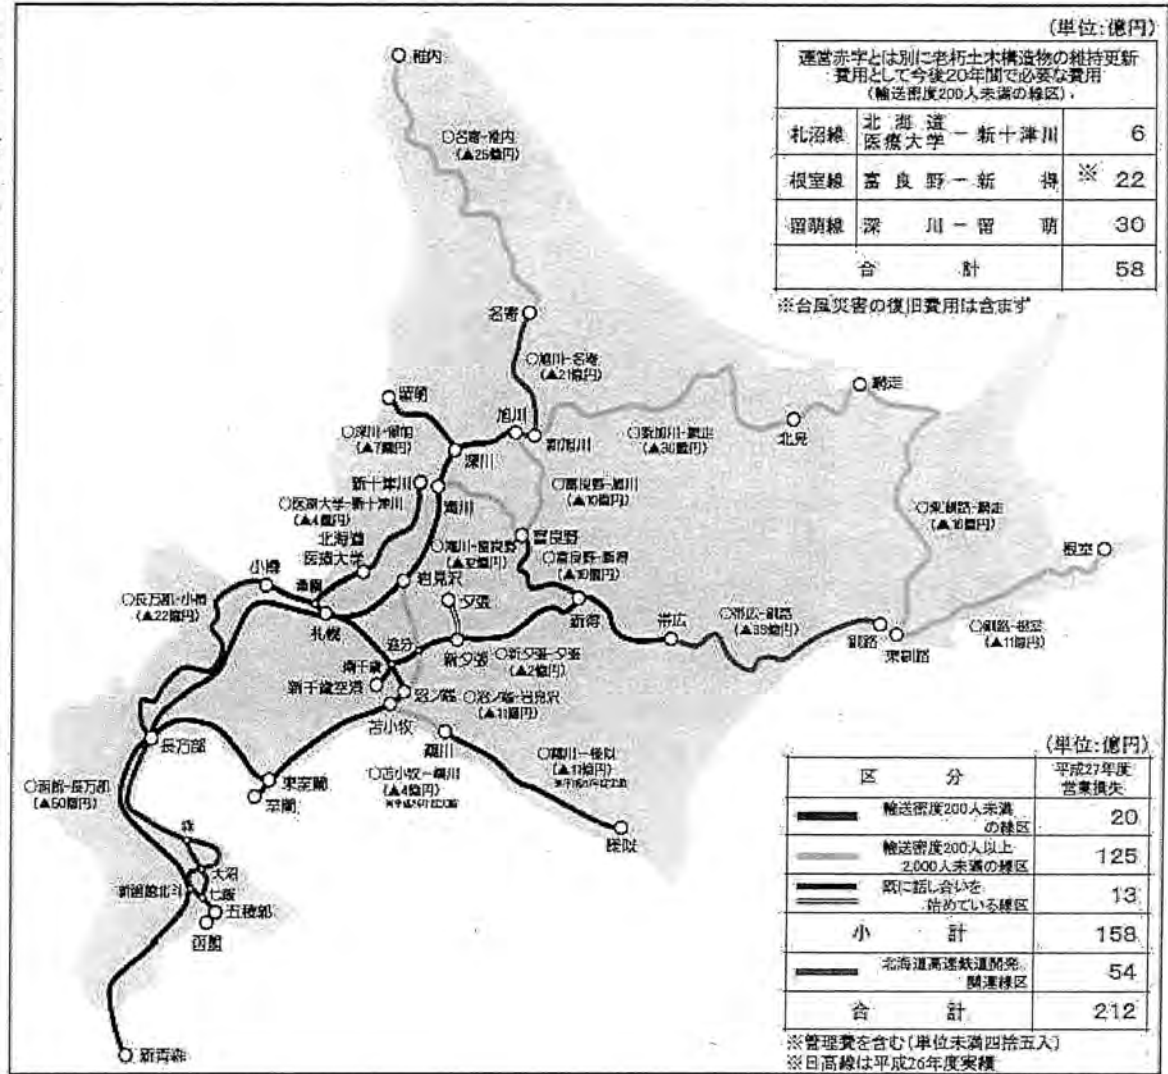 (単位:億円)
運営赤字とは別に老朽土木構造物の維持更新
費用として今後20年間で必要な費用
(輸送密度200人未満の線区)
札沼線 北海道医療大学 − 新十津川 6
根室線 富良野 − 新得 ※ 22
留萌線 深川 − 留萌 30
合計 58
※台風災害の復旧費用は含まず
稚内
○名寄-稚内
(▲25億円)
名寄
○旭川-名寄
(▲21億円)
留萌
○深川-留萌
(▲7億円)
旭川
新旭川
深川
網走
北見
○新旭川-網走
(▲36億円)
新十津川
滝川
○医療大学-新十津川
(▲4億円)
北海道
医療大学
○富良野-旭川
(▲10億円)
富良野
○滝川-富良野
○富良野-新得
(▲10億円)
○東釧路-網走
(▲16億円)
根室
小樽
桑園
札幌
岩見沢
夕張
○長万部-小樽
(▲22億円)
追分
新夕張
新得
帯広
○帯広-釧路
釧路
東釧路
○釧路-根室
(▲11億円)
南千歳
○新夕張-夕張
(▲2億円)
新千歳空港
沼ノ端
○沼ノ端-岩見沢
(▲11億円)
苫小牧
鵡川
長万部
東室蘭
室蘭
○苫小牧-鵡川
(▲4億円)
○鵡川-様似
(▲11億円)
様似
○函館-長万部
森
大沼
新函館北斗
七飯
五稜郭
函館
新青森
(単位:億円)
区分 平成27年度
営業損失
輸送密度200人未満
の線区 20
輸送密度200人以上
2,000人未満の線区 125
既に話し合いを
始めている線区 13
小計 158
北海道高速鉄道開発
関連線区 54
合計 212
※管理費を含む(単位未満四捨五入)
※日高線は平成26年度実績